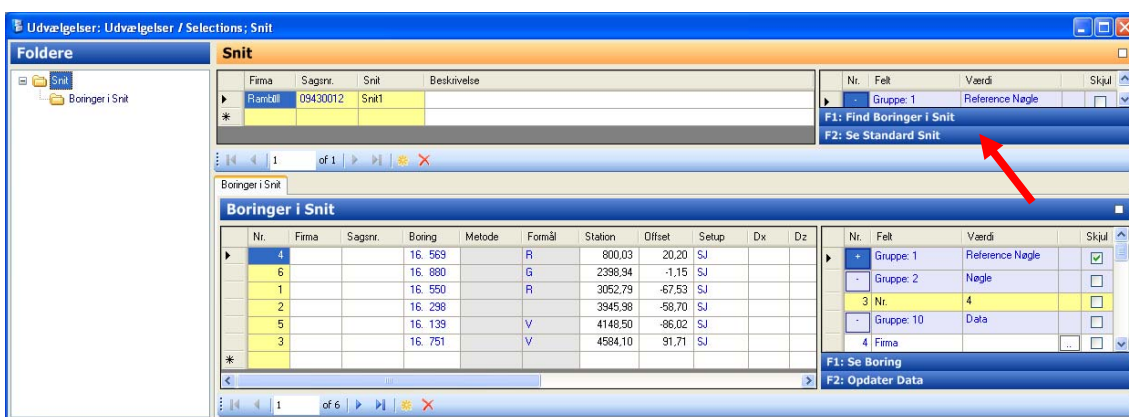 Udvælgelser: Udvælgelser / Selections; Snit
Foldere
Snit
Boringer i Snit
Snit
Firma Sagsnr. Snit Beskrivelse
Rambøll 09430012 Snit1
Nr. Felt Værdi Skjul
- Gruppe: 1 Reference Nøgle
F1: Find Boringer i Snit
F2: Se Standard Snit
1 of 1
Boringer i Snit
Boringer i Snit
Nr. Firma Sagsnr. Boring Metode Formål Station Offset Setup Dx Dz
4 16. 569 R 800,03 20,20 SJ
6 16. 880 G 2398,94 -1,15 SJ
1 16. 550 R 3052,79 -67,53 SJ
2 16. 298 3945,98 -58,70 SJ
5 16. 139 V 4148,50 -86,02 SJ
3 16. 751 V 4584,10 91,71 SJ
Nr. Felt Værdi Skjul
+ Gruppe: 1 Reference Nøgle
- Gruppe: 2 Nøgle
3 Nr. 4
- Gruppe: 10 Data
4 Firma ...
F1: Se Boring
F2: Opdater Data
1 of 6